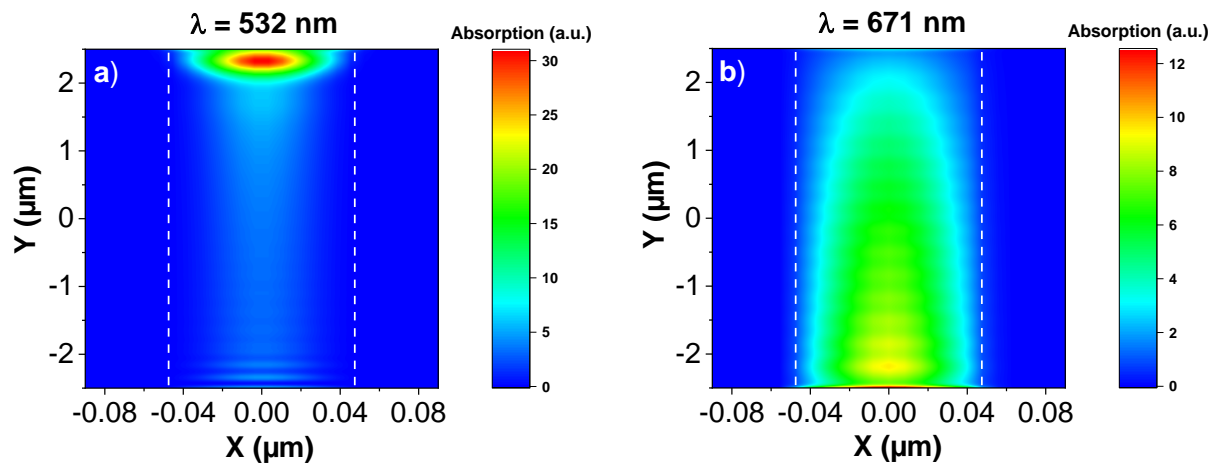 λ = 532 nm
Absorption (a.u.)
a)
2
1
0
-1
-2
Y (µm)
-0.08 -0.04 0.00 0.04 0.08
X (µm)
30
25
20
15
10
5
0
λ = 671 nm
Absorption (a.u.)
b)
2
1
0
-1
-2
Y (µm)
-0.08 -0.04 0.00 0.04 0.08
X (µm)
12
10
8
6
4
2
0